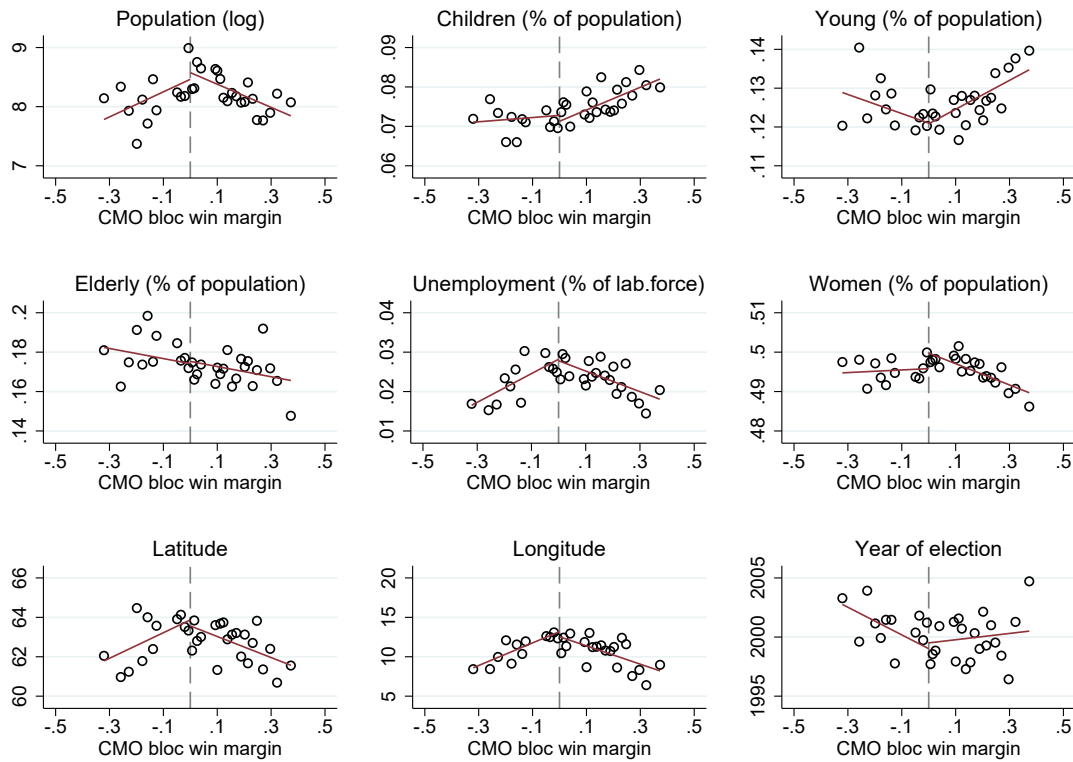 Population (log)
7 8 9
-.5 -.3 -.1 .1 .3 .5
CMO bloc win margin
Children (% of population)
.06 .07 .08 .09
-.5 -.3 -.1 .1 .3 .5
CMO bloc win margin
Young (% of population)
.11 .12 .13 .14
-.5 -.3 -.1 .1 .3 .5
CMO bloc win margin
Elderly (% of population)
.14 .16 .18 .2
-.5 -.3 -.1 .1 .3 .5
CMO bloc win margin
Unemployment (% of lab.force)
.01 .02 .03 .04
-.5 -.3 -.1 .1 .3 .5
CMO bloc win margin
Women (% of population)
.48 .49 .5 .51
-.5 -.3 -.1 .1 .3 .5
CMO bloc win margin
Latitude
60 62 64 66
-.5 -.3 -.1 .1 .3 .5
CMO bloc win margin
Longitude
5 10 15 20
-.5 -.3 -.1 .1 .3 .5
CMO bloc win margin
Year of election
1995 2000 2005
-.5 -.3 -.1 .1 .3 .5
CMO bloc win margin